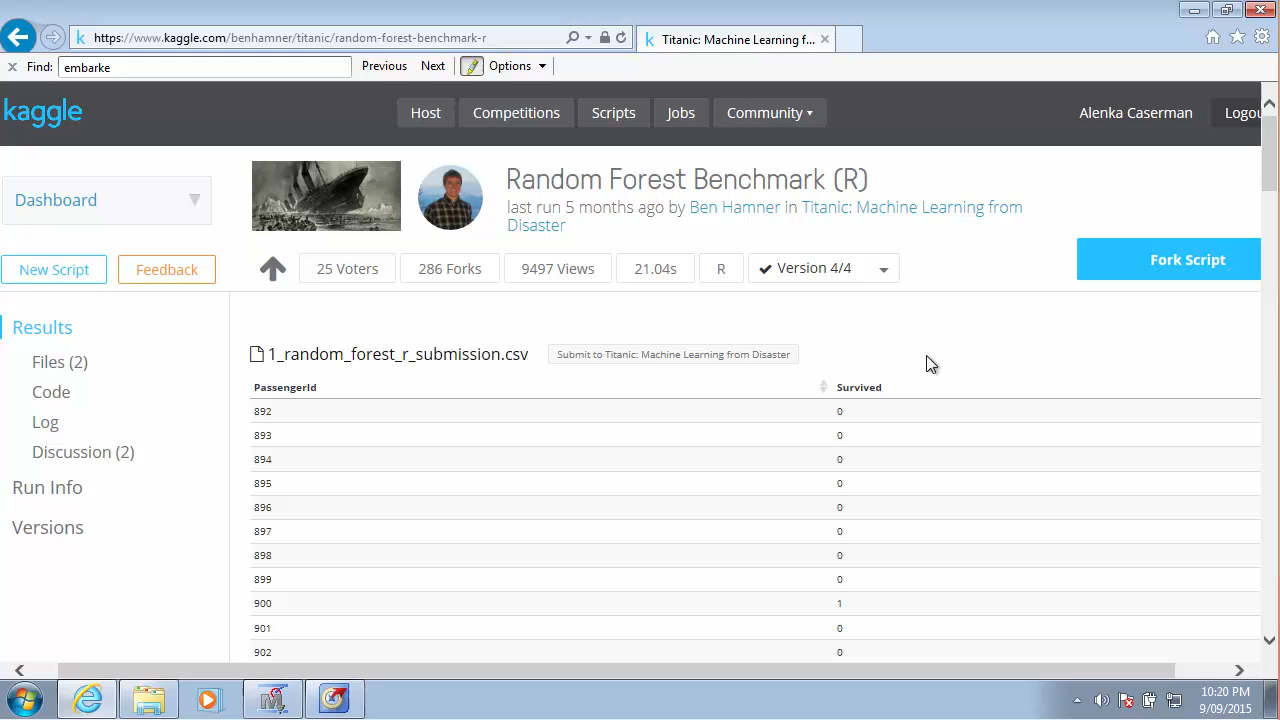 https://www.kaggle.com/benhamner/titanic/random-forest-benchmark-r
Titanic: Machine Learning f...
Find: embarke Previous Next Options
kaggle
Host Competitions Scripts Jobs Community Alenka Caserman Logou
Dashboard
Random Forest Benchmark (R)
last run 5 months ago by Ben Hamner in Titanic: Machine Learning from
Disaster
New Script Feedback
25 Voters 286 Forks 9497 Views 21.04s R Version 4/4
Fork Script
Results
Files (2)
Code
Log
Discussion (2)
Run Info
Versions
1_random_forest_r_submission.csv Submit to Titanic: Machine Learning from Disaster
PassengerId Survived
892 0
893 0
894 0
895 0
896 0
897 0
898 0
899 0
900 1
901 0
902 0
10:20 PM
9/09/2015